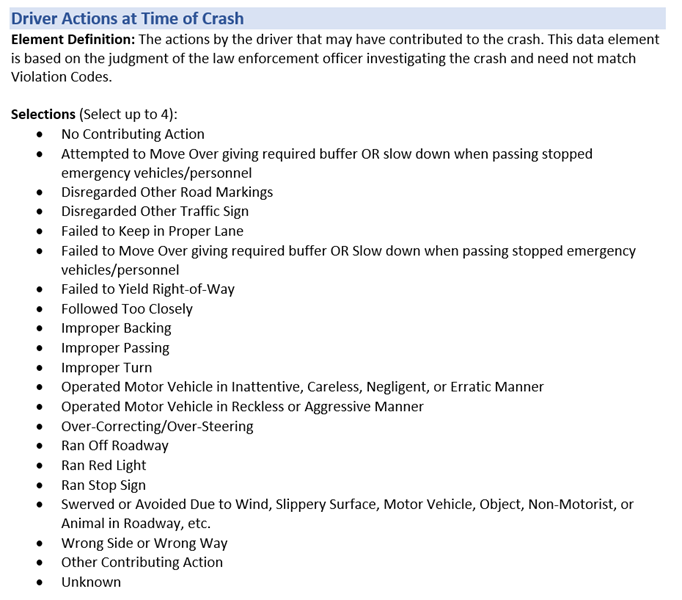 Driver Actions at Time of Crash
Element Definition: The actions by the driver that may have contributed to the crash. This data element
is based on the judgment of the law enforcement officer investigating the crash and need not match
Violation Codes.
Selections (Select up to 4):
• No Contributing Action
• Attempted to Move Over giving required buffer OR slow down when passing stopped
emergency vehicles/personnel
• Disregarded Other Road Markings
• Disregarded Other Traffic Sign
• Failed to Keep in Proper Lane
• Failed to Move Over giving required buffer OR Slow down when passing stopped emergency
vehicles/personnel
• Failed to Yield Right-of-Way
• Followed Too Closely
• Improper Backing
• Improper Passing
• Improper Turn
• Operated Motor Vehicle in Inattentive, Careless, Negligent, or Erratic Manner
• Operated Motor Vehicle in Reckless or Aggressive Manner
• Over-Correcting/Over-Steering
• Ran Off Roadway
• Ran Red Light
• Ran Stop Sign
• Swerved or Avoided Due to Wind, Slippery Surface, Motor Vehicle, Object, Non-Motorist, or
Animal in Roadway, etc.
• Wrong Side or Wrong Way
• Other Contributing Action
• Unknown